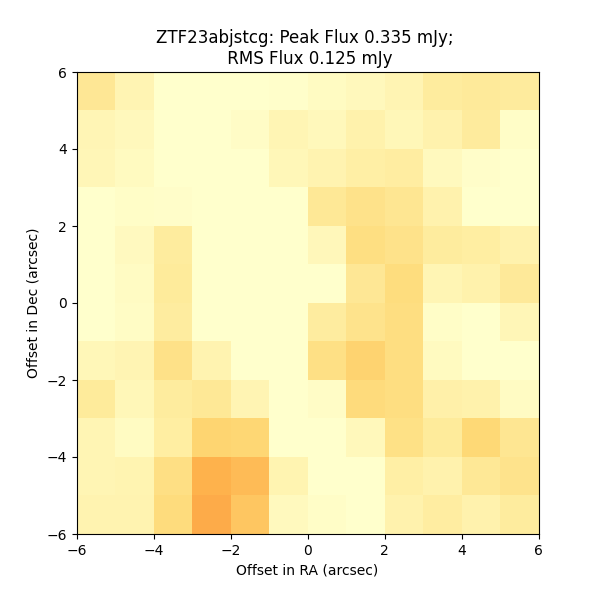 ZTF23abjstcg: Peak Flux 0.335 mJy;
RMS Flux 0.125 mJy
6
4
2
0
−2
−4
−6
Offset in Dec (arcsec)
−6 −4 −2 0 2 4 6
Offset in RA (arcsec)